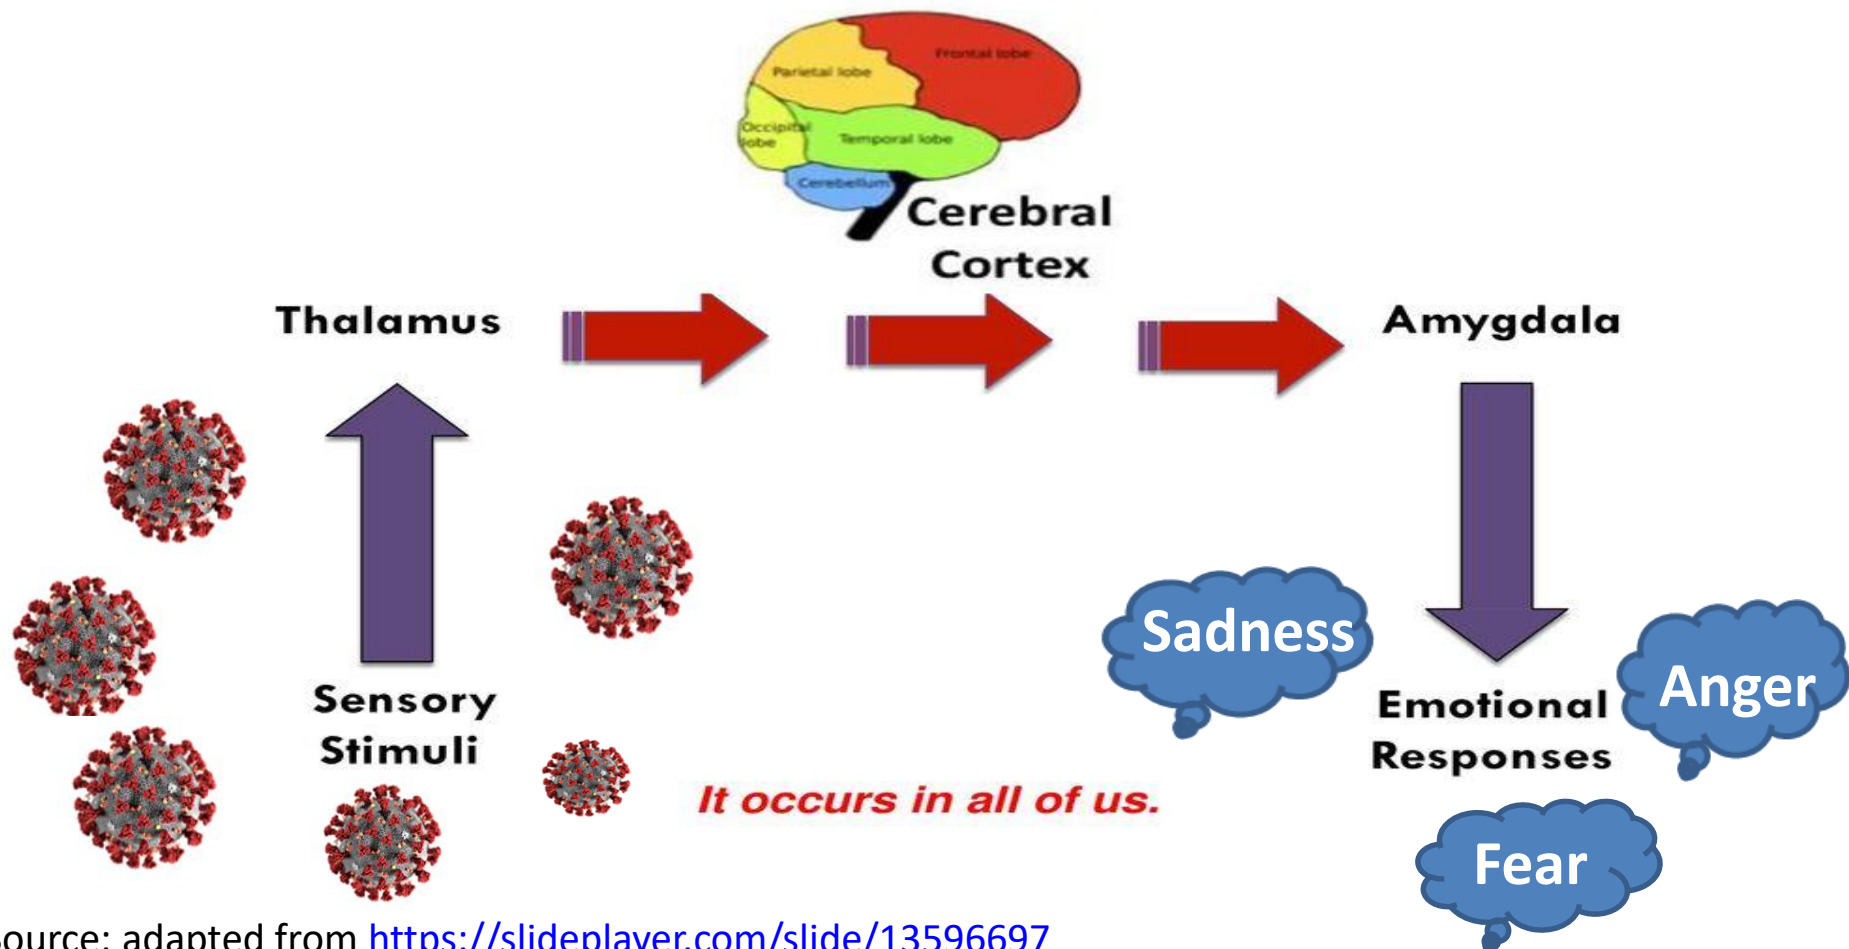 Frontal lobe
Parietal lobe
Occipital
lobe
Temporal lobe
Cerebellum
Cerebral
Cortex
Thalamus
Amygdala
Sensory
Stimuli
Sadness
Anger
Emotional
Responses
It occurs in all of us.
Fear
ource: adapted from https://slideplayer.com/slide/13596697